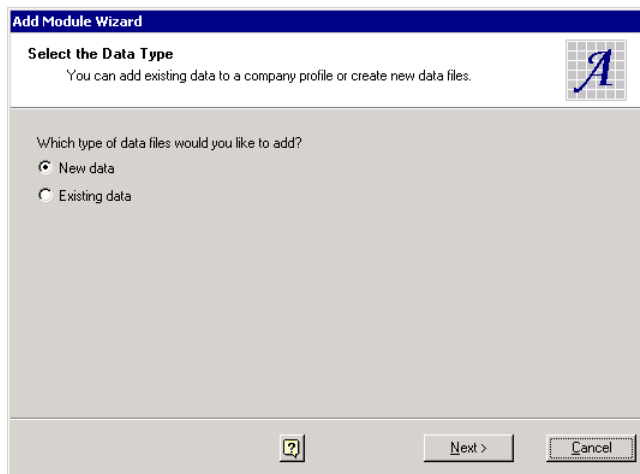 Add Module Wizard
Select the Data Type
You can add existing data to a company profile or create new data files.
A
Which type of data files would you like to add?
New data
Existing data
?
Next >
Cancel